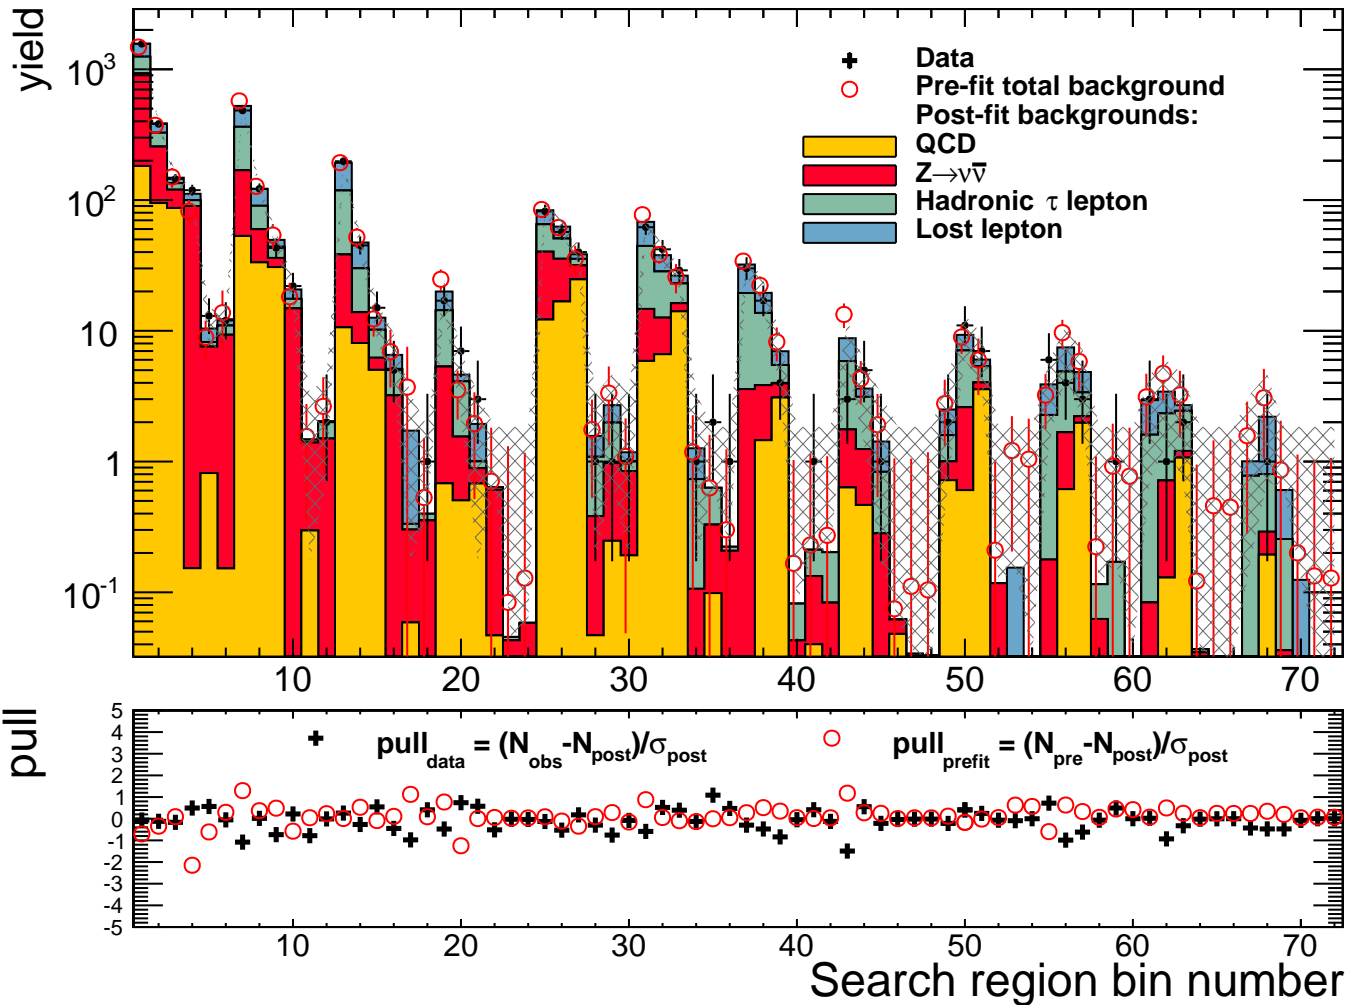 yield
10³
10²
10
1
10⁻¹
Data
Pre-fit total background
Post-fit backgrounds:
QCD
Z→νν̅
Hadronic τ lepton
Lost lepton
10 20 30 40 50 60 70
pull
5
4
3
2
1
0
-1
-2
-3
-4
-5
pull_data = (N_obs-N_post)/σ_post
pull_prefit = (N_pre-N_post)/σ_post
10 20 30 40 50 60 70
Search region bin number